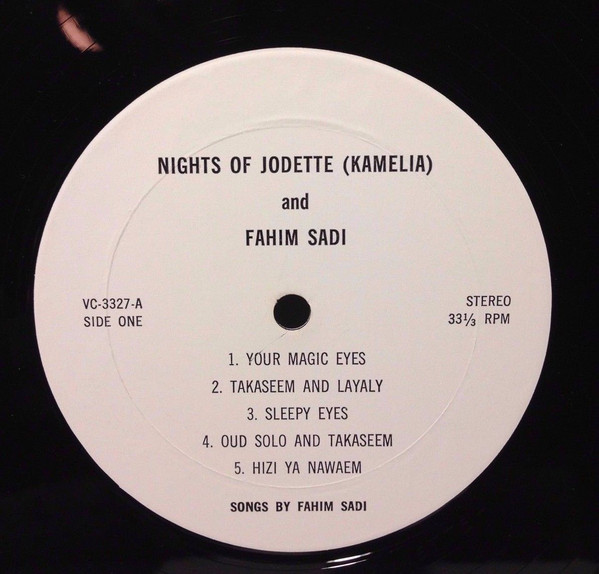 NIGHTS OF JODETTE (KAMELIA)
and
FAHIM SADI
VC-3327-A
SIDE ONE
STEREO
33⅓ RPM
1. YOUR MAGIC EYES
2. TAKASEEM AND LAYALY
3. SLEEPY EYES
4. OUD SOLO AND TAKASEEM
5. HIZI YA NAWAEM
SONGS BY FAHIM SADI